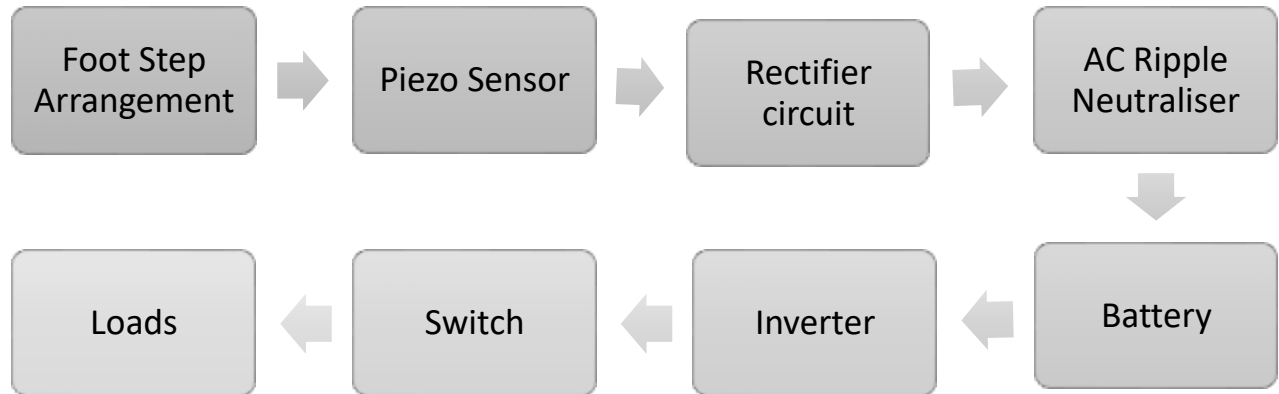 Foot Step
Arrangement
Piezo Sensor
Rectifier
circuit
AC Ripple
Neutraliser
Battery
Inverter
Switch
Loads